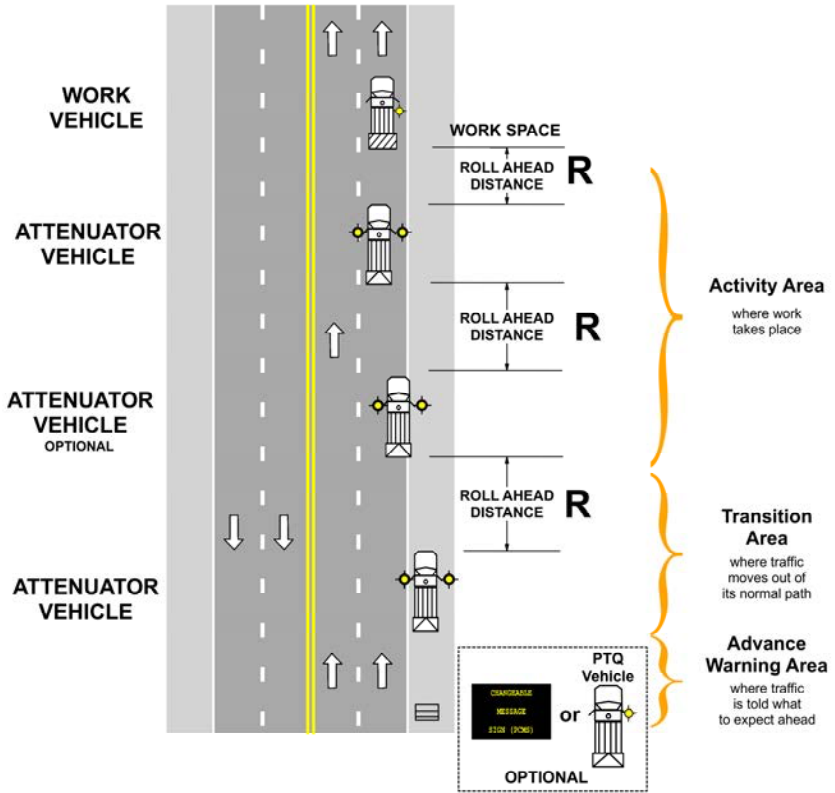 WORK
VEHICLE
WORK SPACE
ROLL AHEAD
DISTANCE
R
ATTENUATOR
VEHICLE
Activity Area
where work
takes place
ROLL AHEAD
DISTANCE
R
ATTENUATOR
VEHICLE
OPTIONAL
ROLL AHEAD
DISTANCE
R
Transition
Area
where traffic
moves out of
its normal path
ATTENUATOR
VEHICLE
Advance
Warning Area
where traffic
is told what
to expect ahead
PTQ
Vehicle
CHANGEABLE
MESSAGE
SIGN (PCMS)
or
OPTIONAL